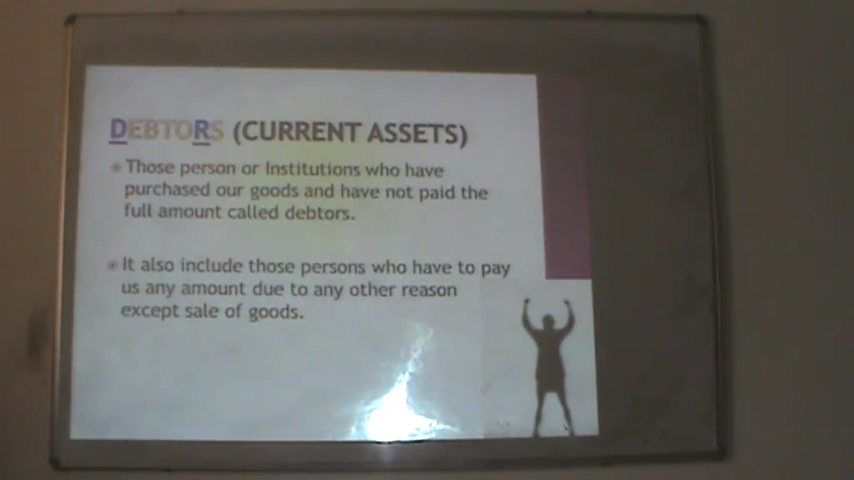 DEBTORS (CURRENT ASSETS)
Those person or Institutions who have
purchased our goods and have not paid the
full amount called debtors.
It also include those persons who have to pay
us any amount due to any other reason
except sale of goods.